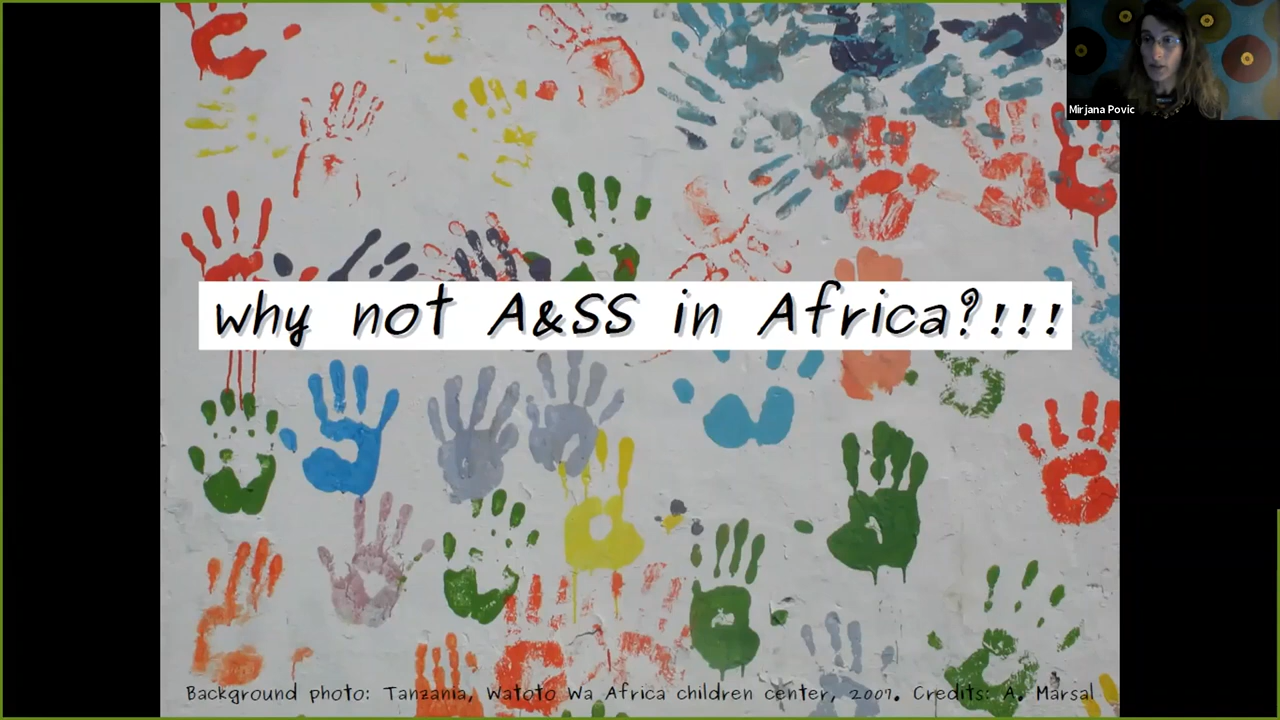 Mirjana Povic
why not A&SS in Africa?!!!
Background photo: Tanzania, Watoto Wa Africa children center, 2007. Credits: A. Marsal